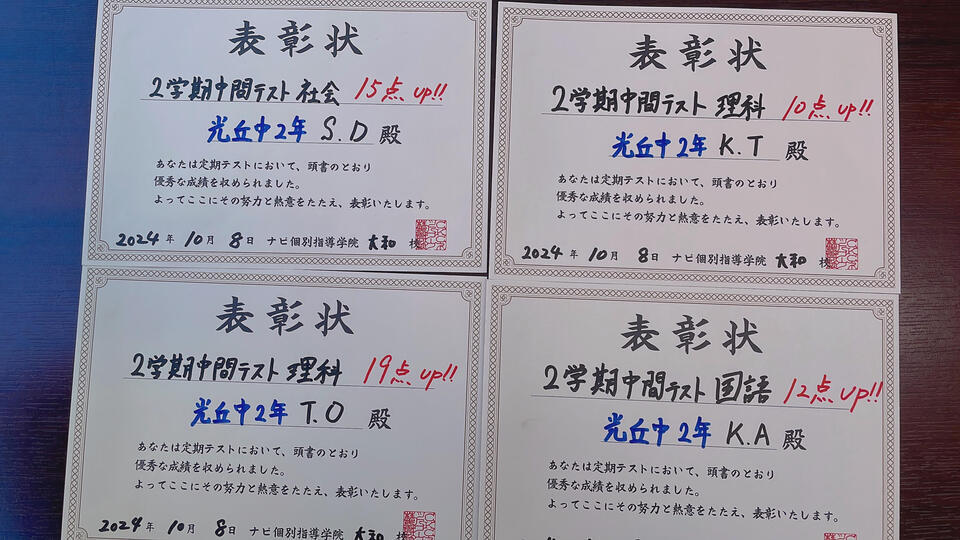 表彰状
2学期中間テスト 社会 15点 up!!
光丘中2年 S.D 殿
あなたは定期テストにおいて、頭書のとおり
優秀な成績を収められました。
よってここにその努力と熱意をたたえ、表彰いたします。
2024年 10月 8日 ナビ個別指導学院 大和 校
表彰状
2学期中間テスト 理科 10点 up!!
光丘中2年 K.T 殿
あなたは定期テストにおいて、頭書のとおり
優秀な成績を収められました。
よってここにその努力と熱意をたたえ、表彰いたします。
2024年 10月 8日 ナビ個別指導学院 大和 校
表彰状
2学期中間テスト 理科 19点 up!!
光丘中2年 T.O 殿
あなたは定期テストにおいて、頭書のとおり
優秀な成績を収められました。
よってここにその努力と熱意をたたえ、表彰いたします。
2024年 10月 8日 ナビ個別指導学院 大和 校
表彰状
2学期中間テスト 国語 12点 up!!
光丘中2年 K.A 殿
あなたは定期テストにおいて、頭書のとおり
優秀な成績を収められました。
よってここにその努力と熱意をたたえ、表彰いたします。